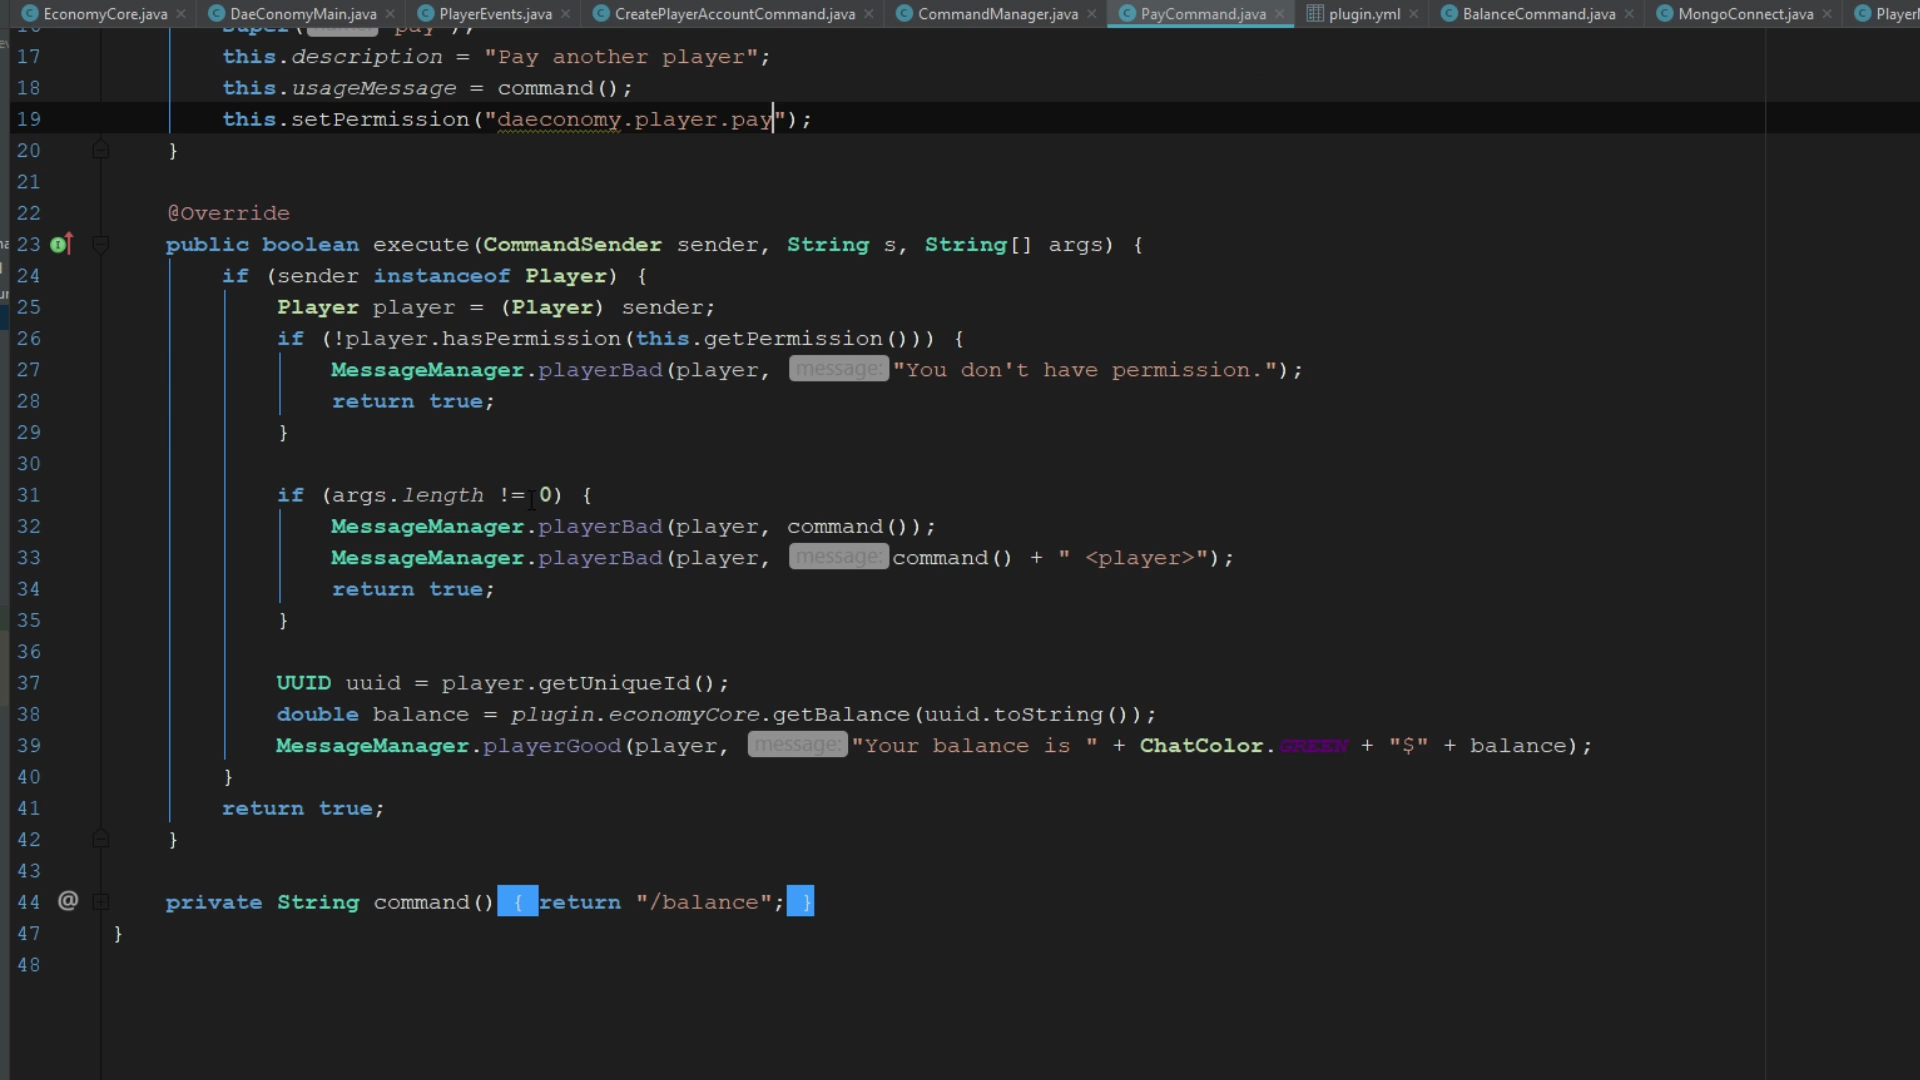 EconomyCore.java DaeConomyMain.java PlayerEvents.java CreatePlayerAccountCommand.java CommandManager.java PayCommand.java plugin.yml BalanceCommand.java MongoConnect.java
17 this.description = "Pay another player";
18 this.usageMessage = command();
19 this.setPermission("daeconomy.player.pay");
20 }
21
22 @Override
23 public boolean execute(CommandSender sender, String s, String[] args) {
24 if (sender instanceof Player) {
25 Player player = (Player) sender;
26 if (!player.hasPermission(this.getPermission())) {
27 MessageManager.playerBad(player, message: "You don't have permission.");
28 return true;
29 }
30
31 if (args.length != 0) {
32 MessageManager.playerBad(player, command());
33 MessageManager.playerBad(player, message: command() + " <player>");
34 return true;
35 }
36
37 UUID uuid = player.getUniqueId();
38 double balance = plugin.economyCore.getBalance(uuid.toString());
39 MessageManager.playerGood(player, message: "Your balance is " + ChatColor.GREEN + "$" + balance);
40 }
41 return true;
42 }
43
44 @ private String command() { return "/balance"; }
47 }
48